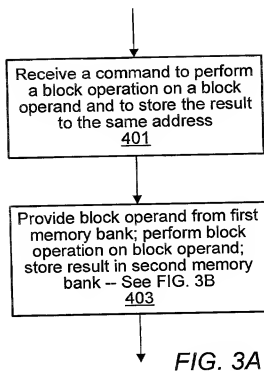 Receive a command to perform
a block operation on a block
operand and to store the result
to the same address
401
Provide block operand from first
memory bank; perform block
operation on block operand;
store result in second memory
bank -- See FIG. 3B
403
FIG. 3A